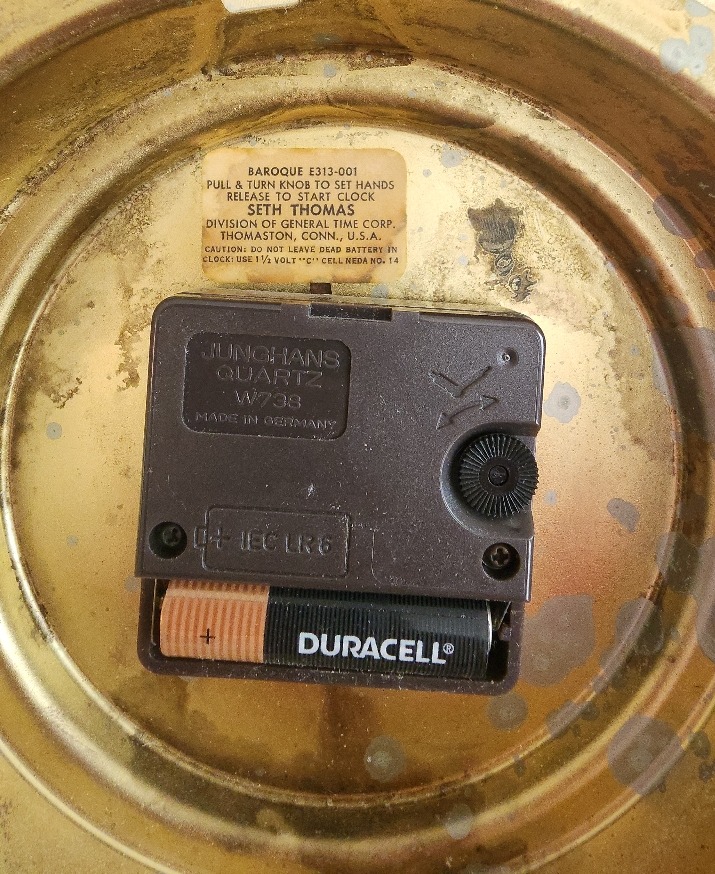 BAROQUE E313-001
PULL & TURN KNOB TO SET HANDS
RELEASE TO START CLOCK
SETH THOMAS
DIVISION OF GENERAL TIME CORP.
THOMASTON, CONN., U.S.A.
CAUTION: DO NOT LEAVE DEAD BATTERY IN
CLOCK: USE 1½ VOLT "C" CELL NEDA NO. 14
JUNGHANS
QUARTZ
W738
MADE IN GERMANY
+ IEC LR6
+ DURACELL®